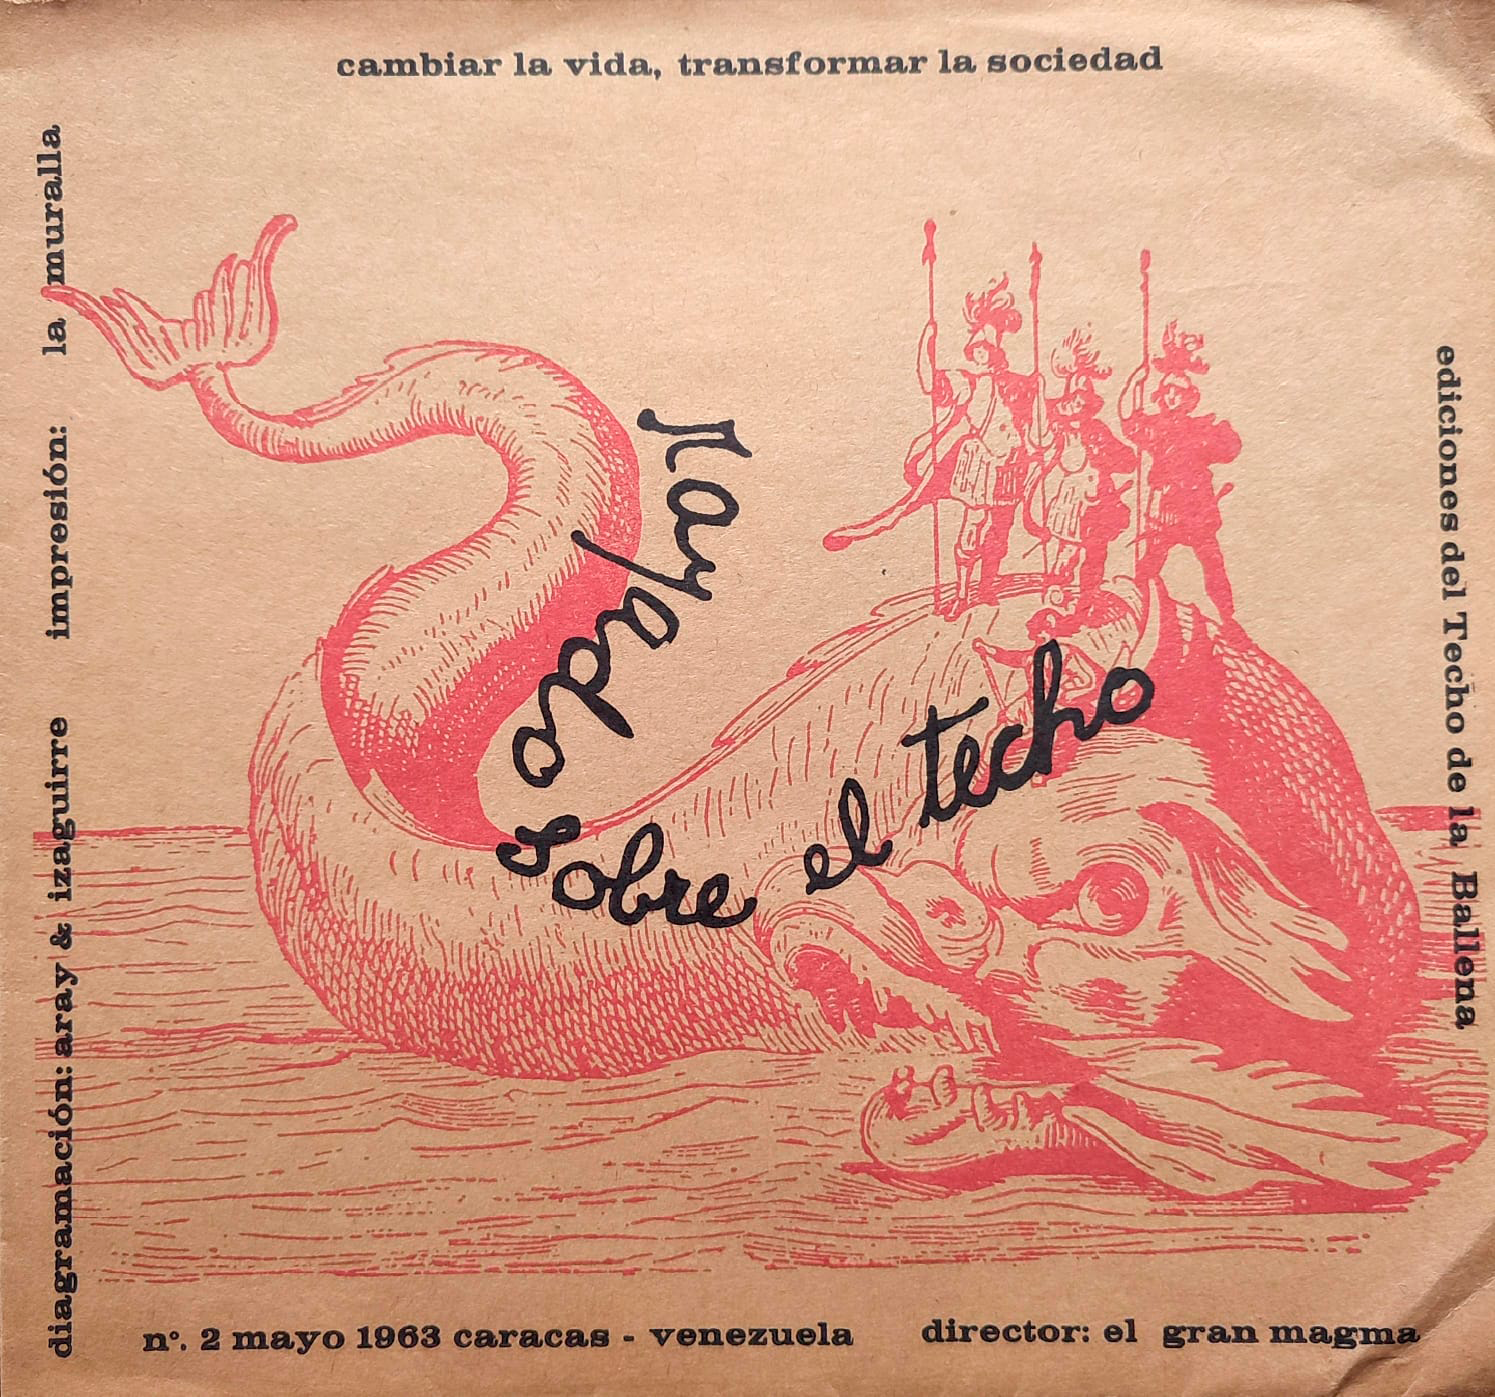 cambiar la vida, transformar la sociedad
rayado sobre el techo
diagramación: aray & izaguirre impresión: la muralla
ediciones del Techo de la Ballena
nº. 2 mayo 1963 caracas - venezuela
director: el gran magma